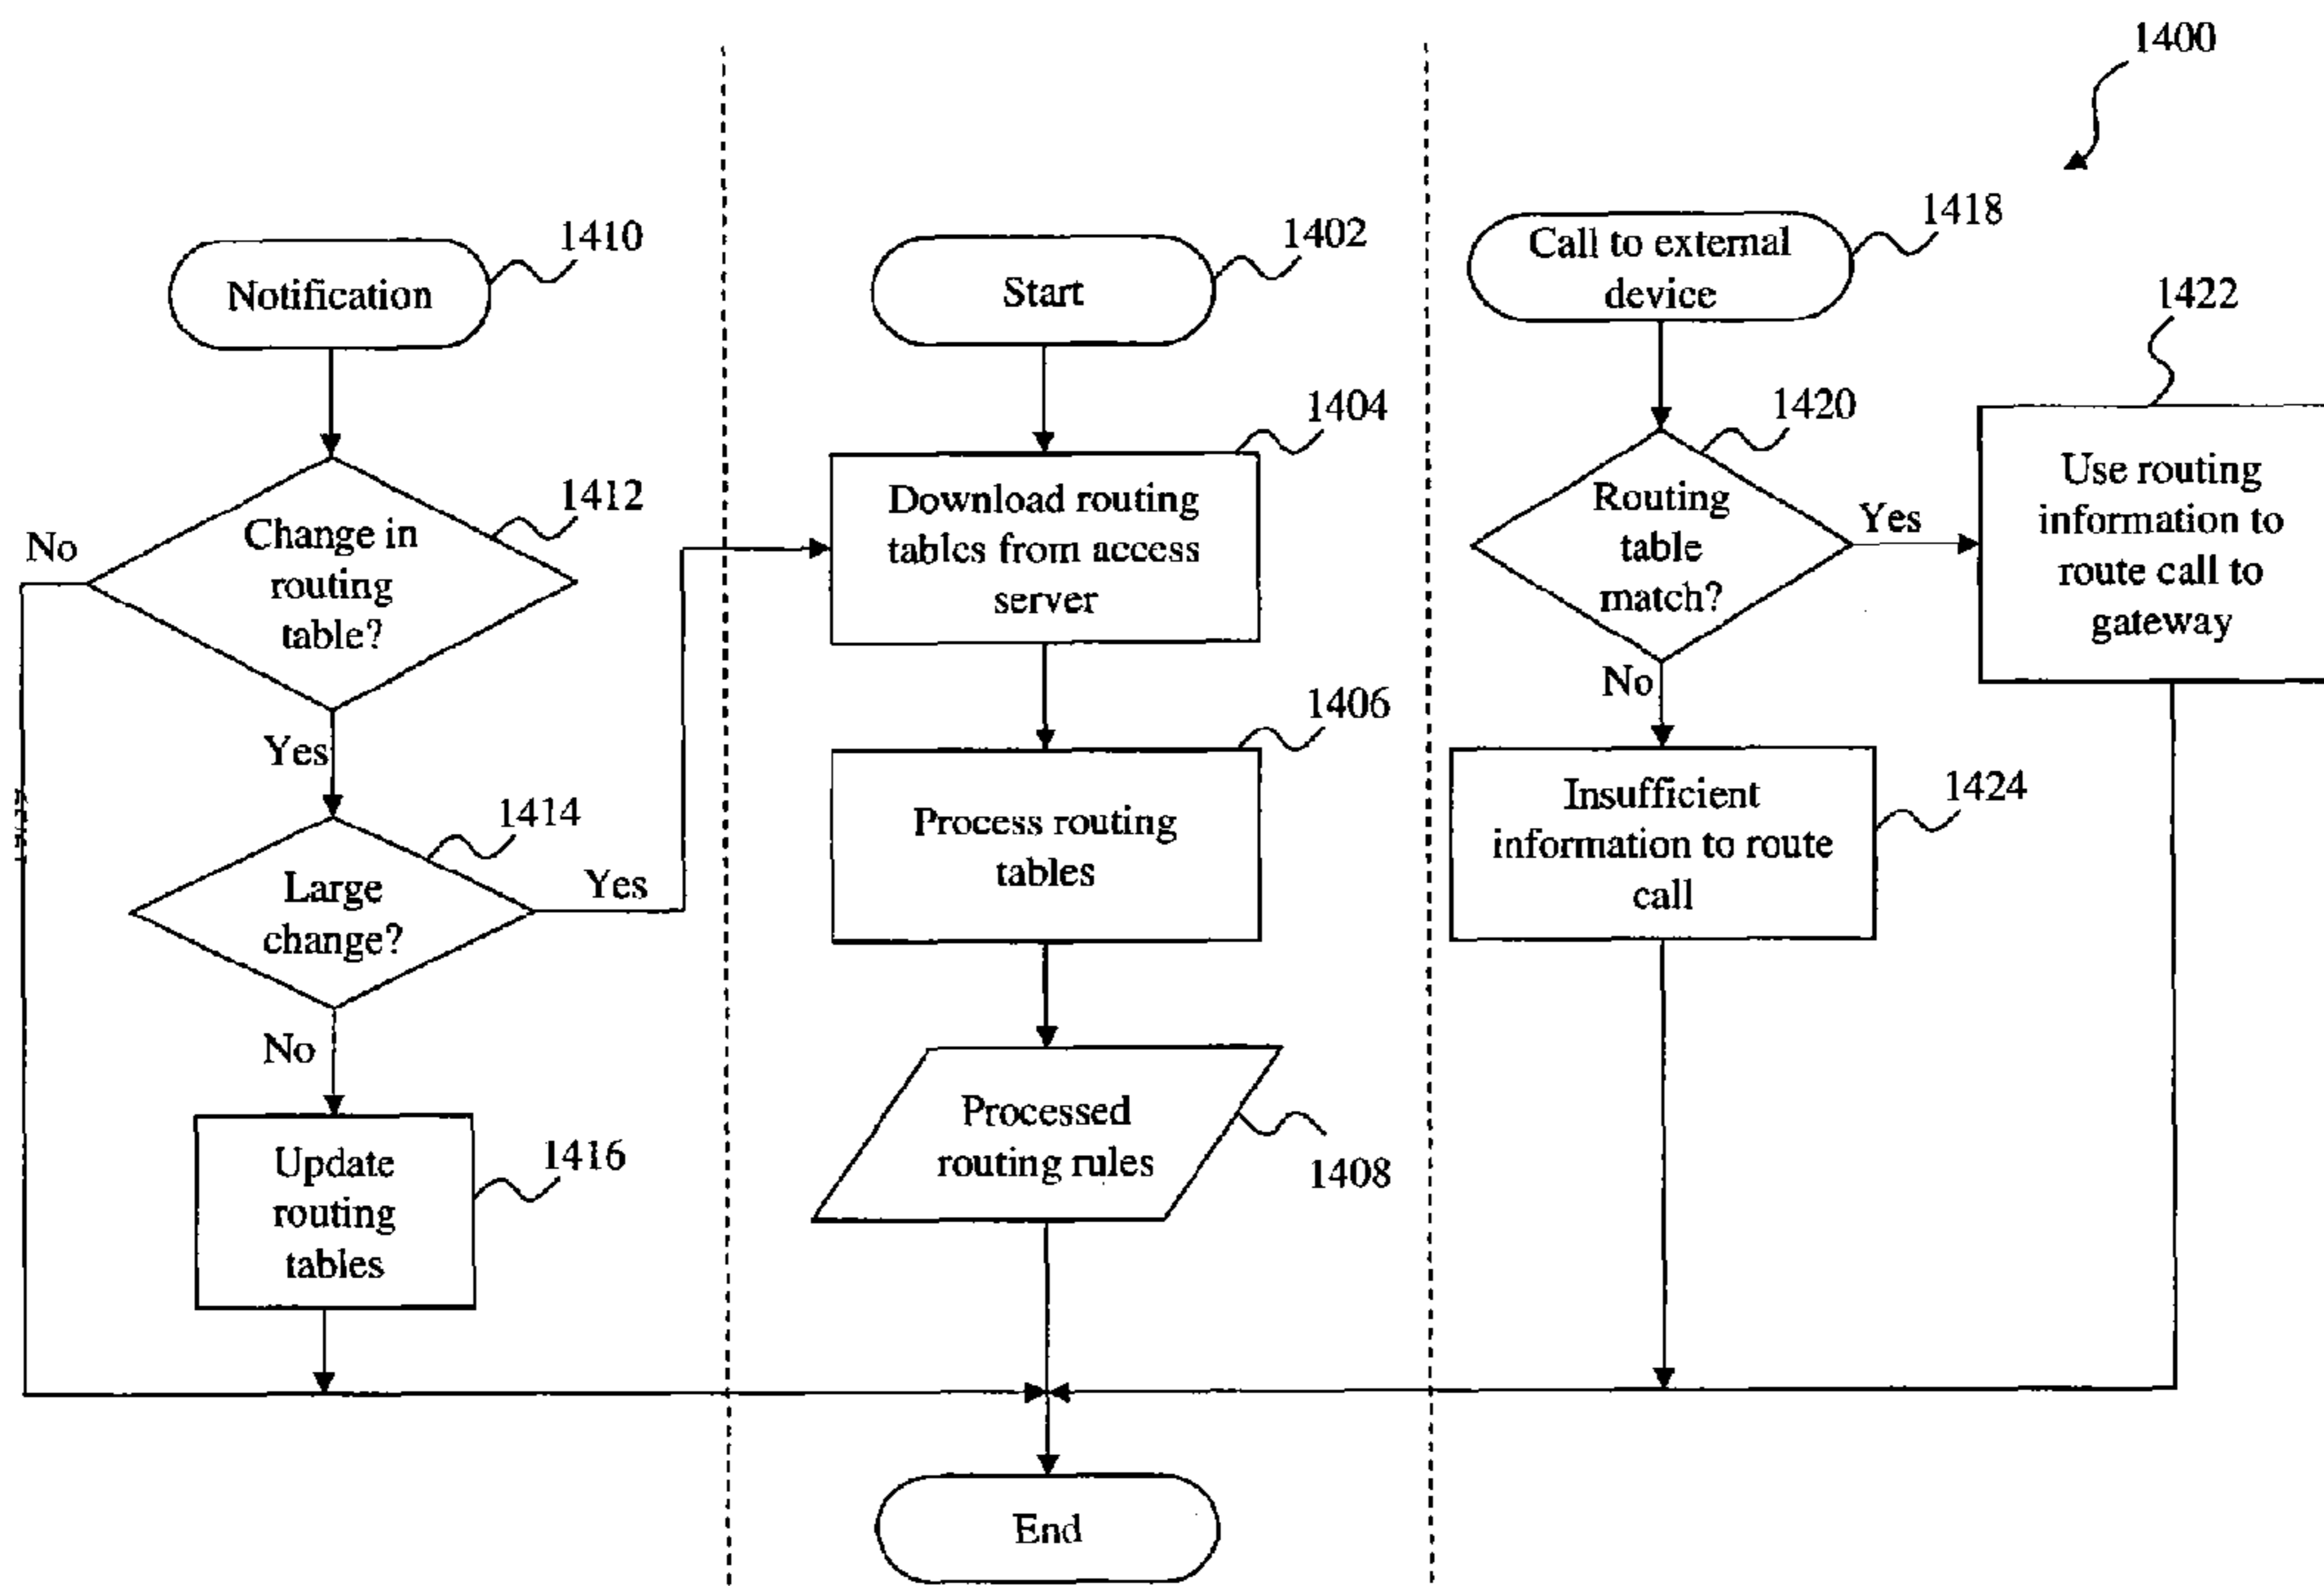 1400
1410
Notification
1412
No
Change in
routing
table?
Yes
1414
Large
change?
Yes
No
1416
Update
routing
tables
1402
Start
1404
Download routing
tables from access
server
1406
Process routing
tables
Processed
routing rules
1408
End
1418
Call to external
device
1420
Routing
table
match?
Yes
1422
Use routing
information to
route call to
gateway
No
1424
Insufficient
information to route
call